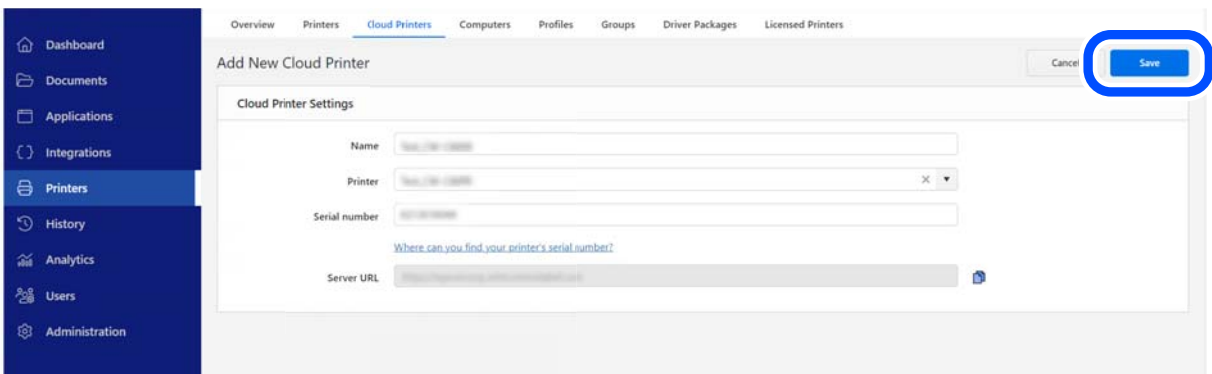 Overview Printers Cloud Printers Computers Profiles Groups Driver Packages Licensed Printers
Dashboard
Add New Cloud Printer
Save
Documents
Cloud Printer Settings
Applications
Name
Integrations
Printer
Printers
Serial number
History
Where can you find your printer's serial number?
Analytics
Server URL
Users
Administration